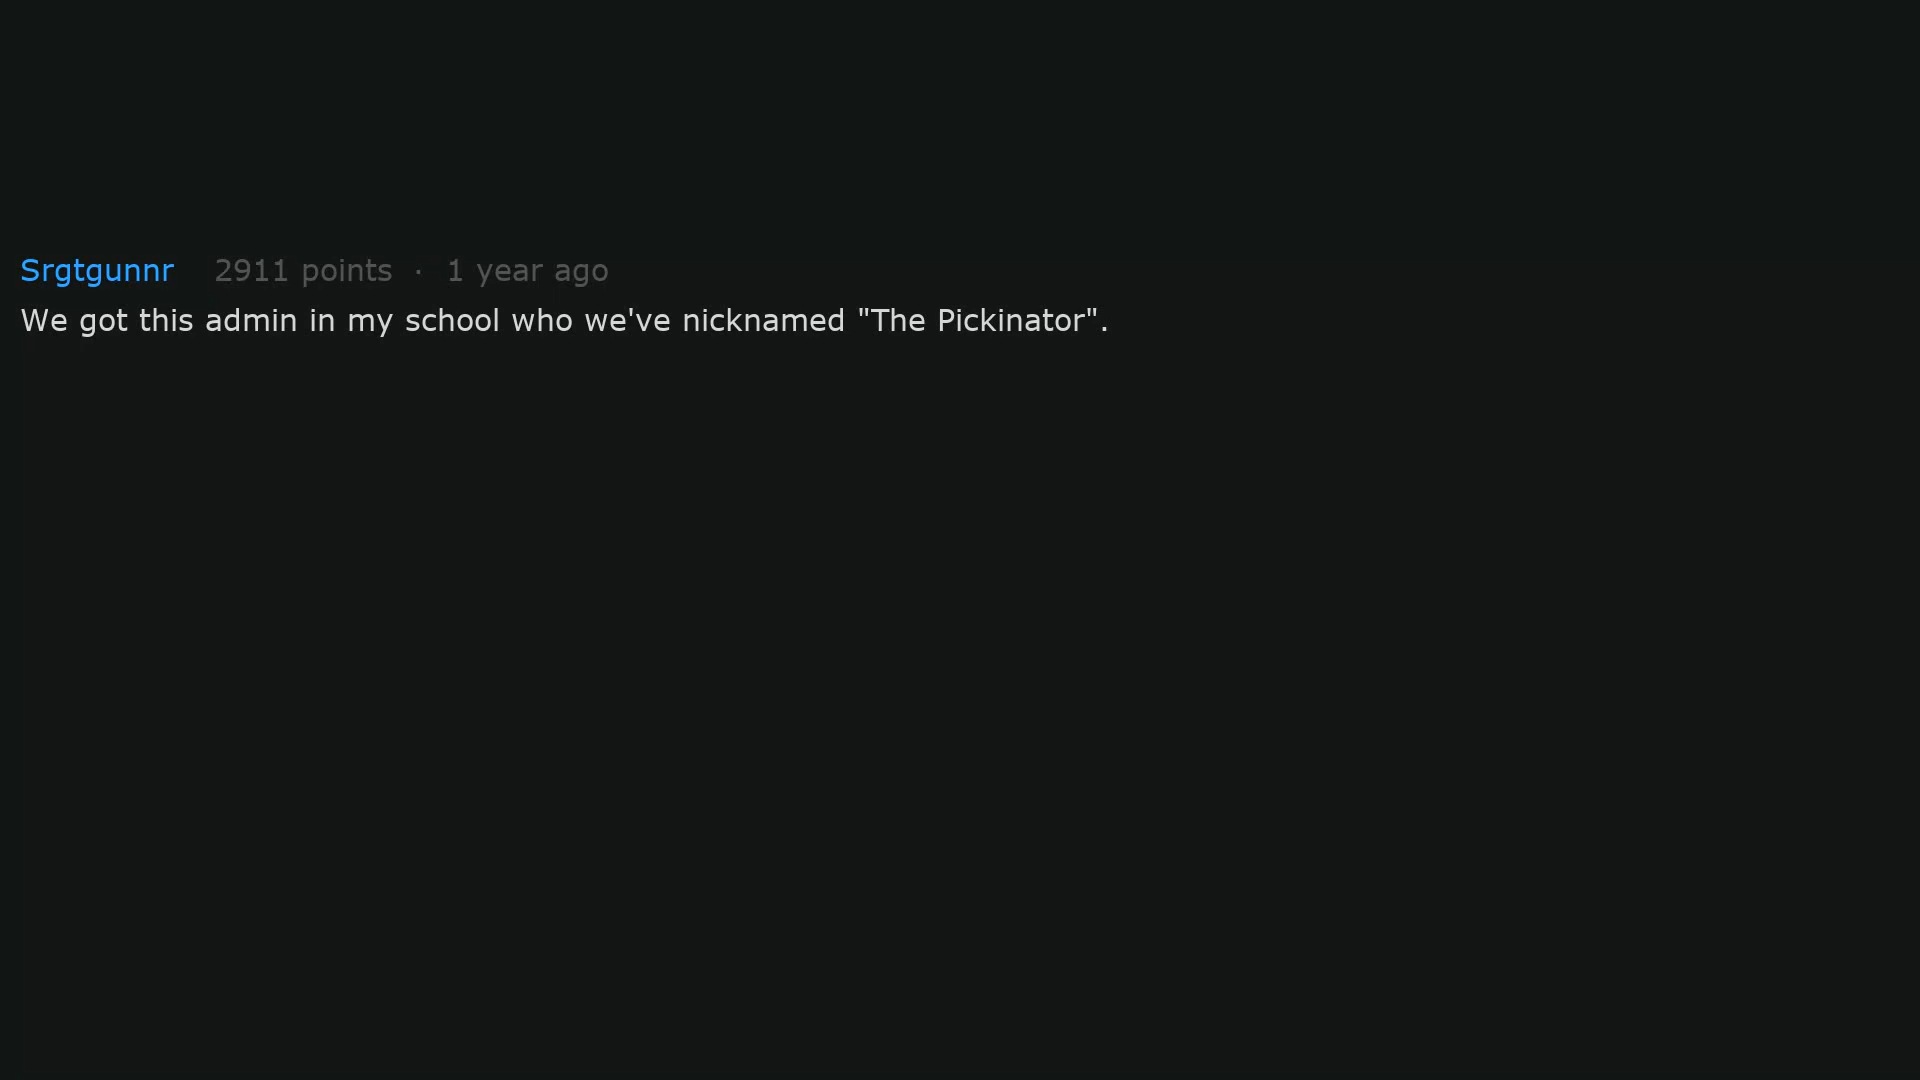 Srgtgunnr 2911 points · 1 year ago
We got this admin in my school who we've nicknamed "The Pickinator".